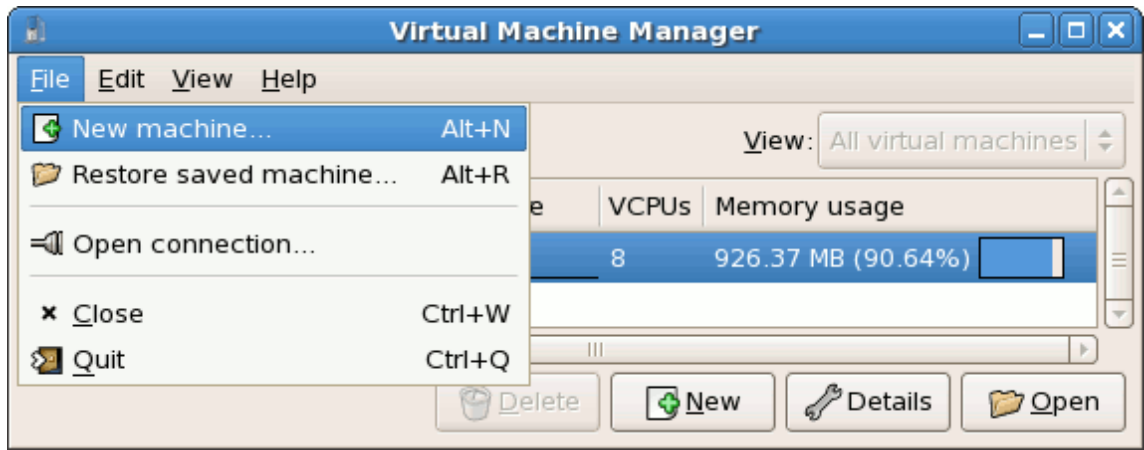 Virtual Machine Manager
File Edit View Help
New machine... Alt+N
View: All virtual machines
Restore saved machine... Alt+R
e VCPUs Memory usage
Open connection...
8 926.37 MB (90.64%)
Close Ctrl+W
Quit Ctrl+Q
Delete New Details Open